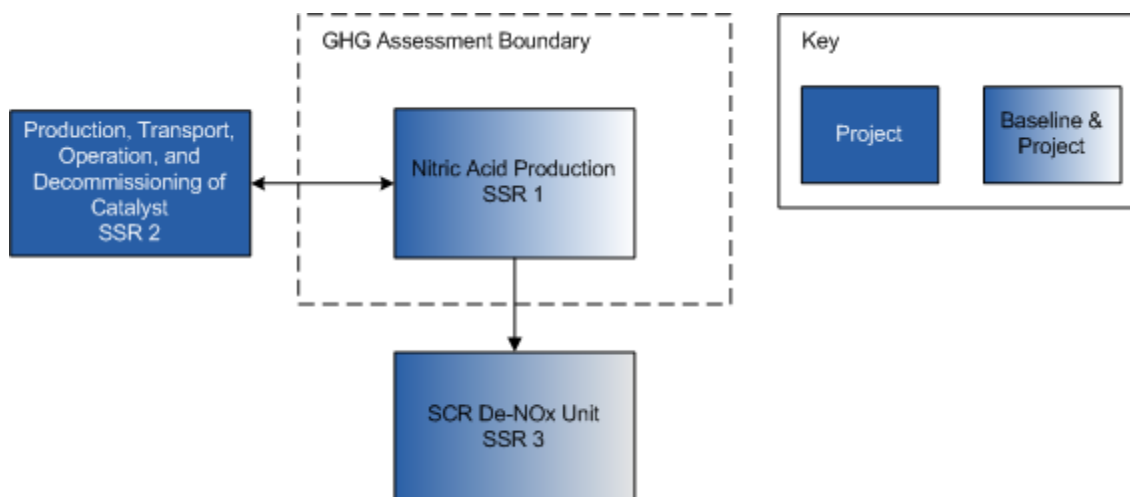 GHG Assessment Boundary
Production, Transport,
Operation, and
Decommissioning of
Catalyst
SSR 2
Nitric Acid Production
SSR 1
SCR De-NOx Unit
SSR 3
Key
Project
Baseline &
Project